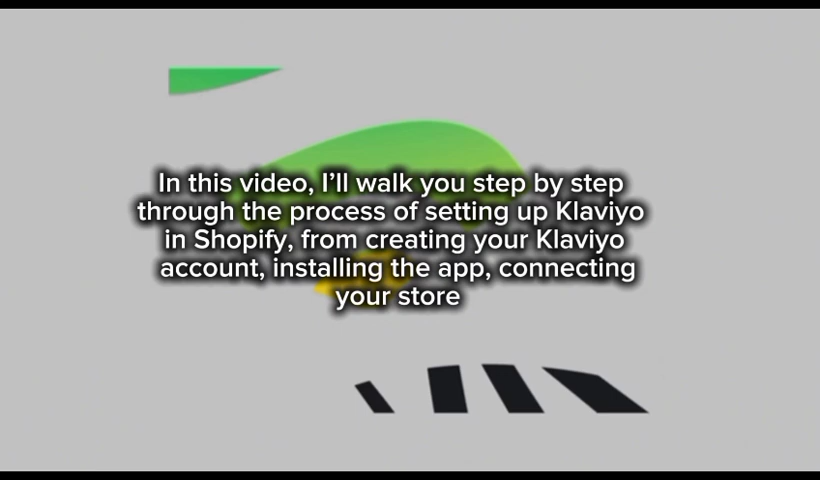 In this video, I’ll walk you step by step
through the process of setting up Klaviyo
in Shopify, from creating your Klaviyo
account, installing the app, connecting
your store